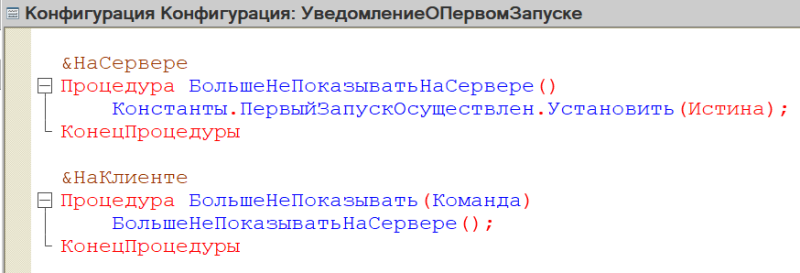 Конфигурация Конфигурация: УведомлениеОПервомЗапуске
&НаСервере
Процедура БольшеНеПоказыватьНаСервере()
Константы.ПервыйЗапускОсуществлен.Установить(Истина);
КонецПроцедуры
&НаКлиенте
Процедура БольшеНеПоказывать(Команда)
БольшеНеПоказыватьНаСервере();
КонецПроцедуры